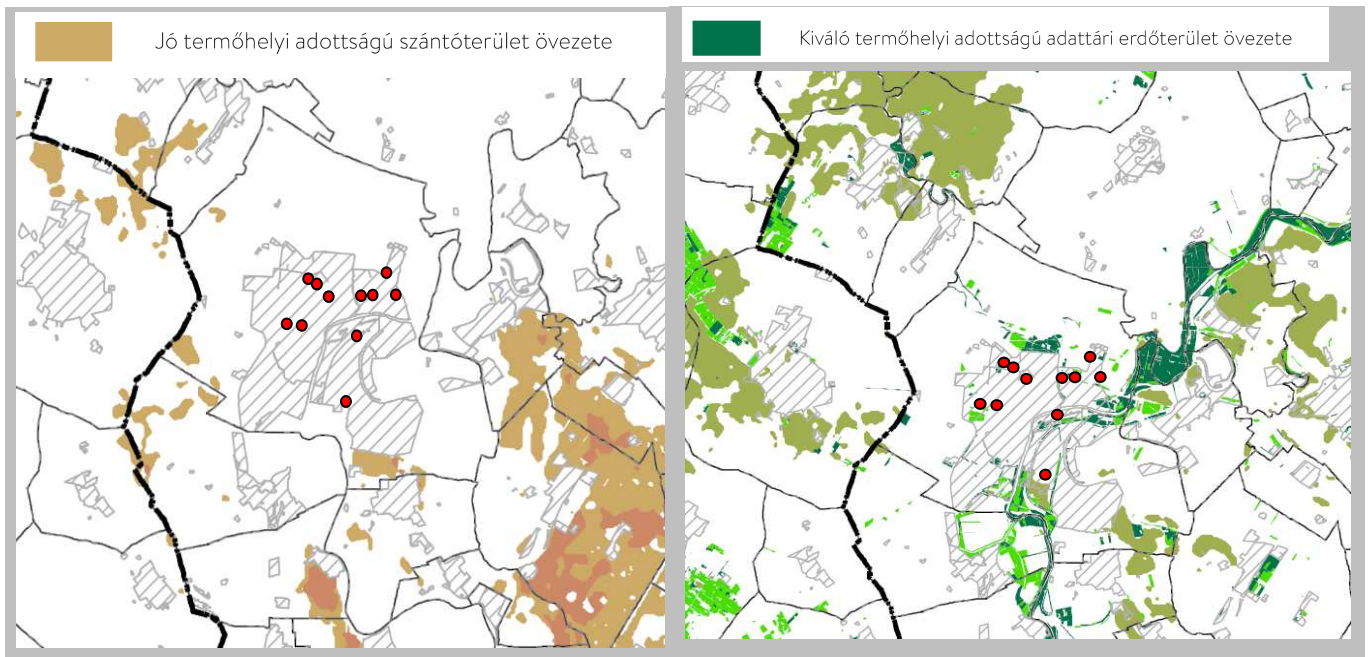 Jó termőhelyi adottságú szántóterület övezete
Kiváló termőhelyi adottságú adattári erdőterület övezete